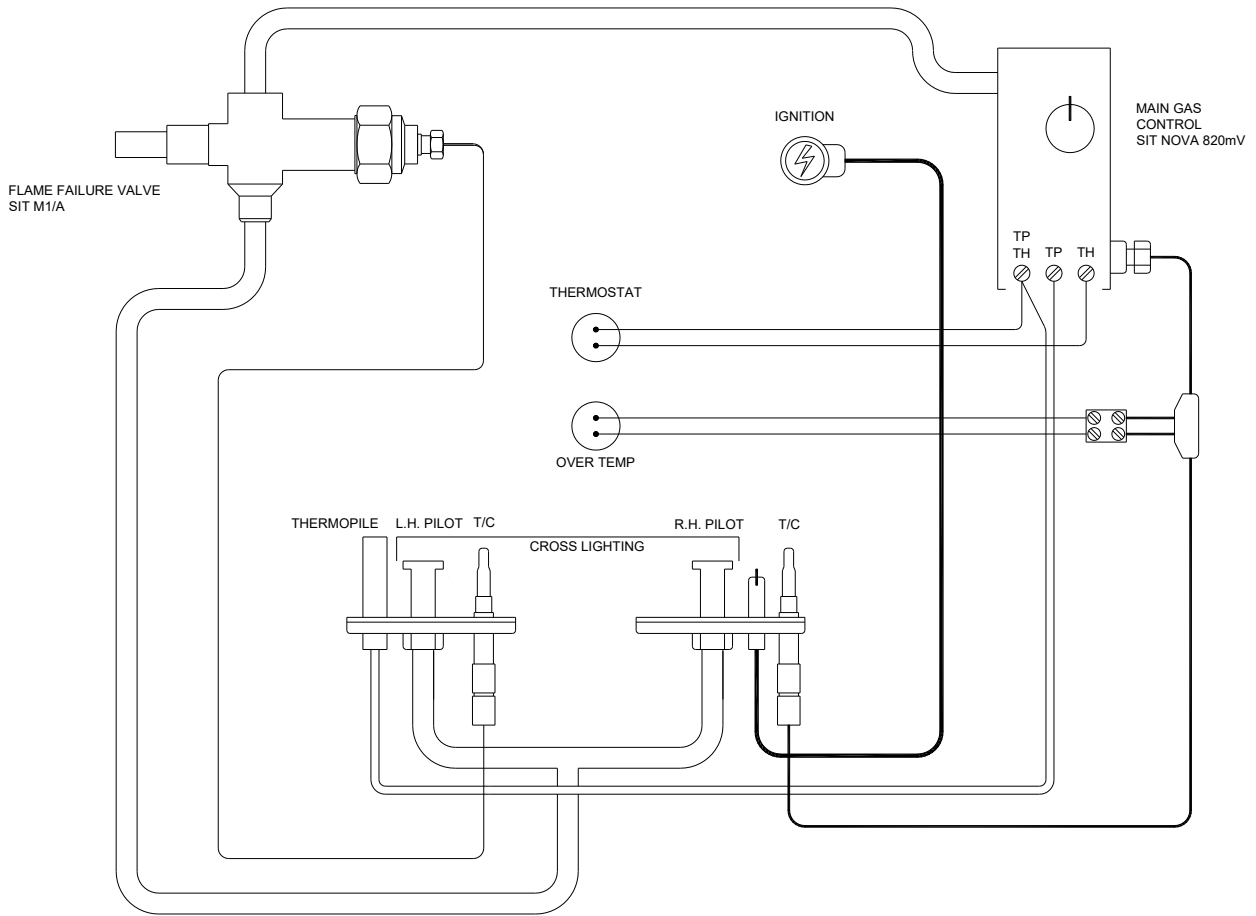 IGNITION
MAIN GAS
CONTROL
SIT NOVA 820mV
FLAME FAILURE VALVE
SIT M1/A
TP
TH TP TH
THERMOSTAT
OVER TEMP
THERMOPILE L.H. PILOT T/C R.H. PILOT T/C
CROSS LIGHTING